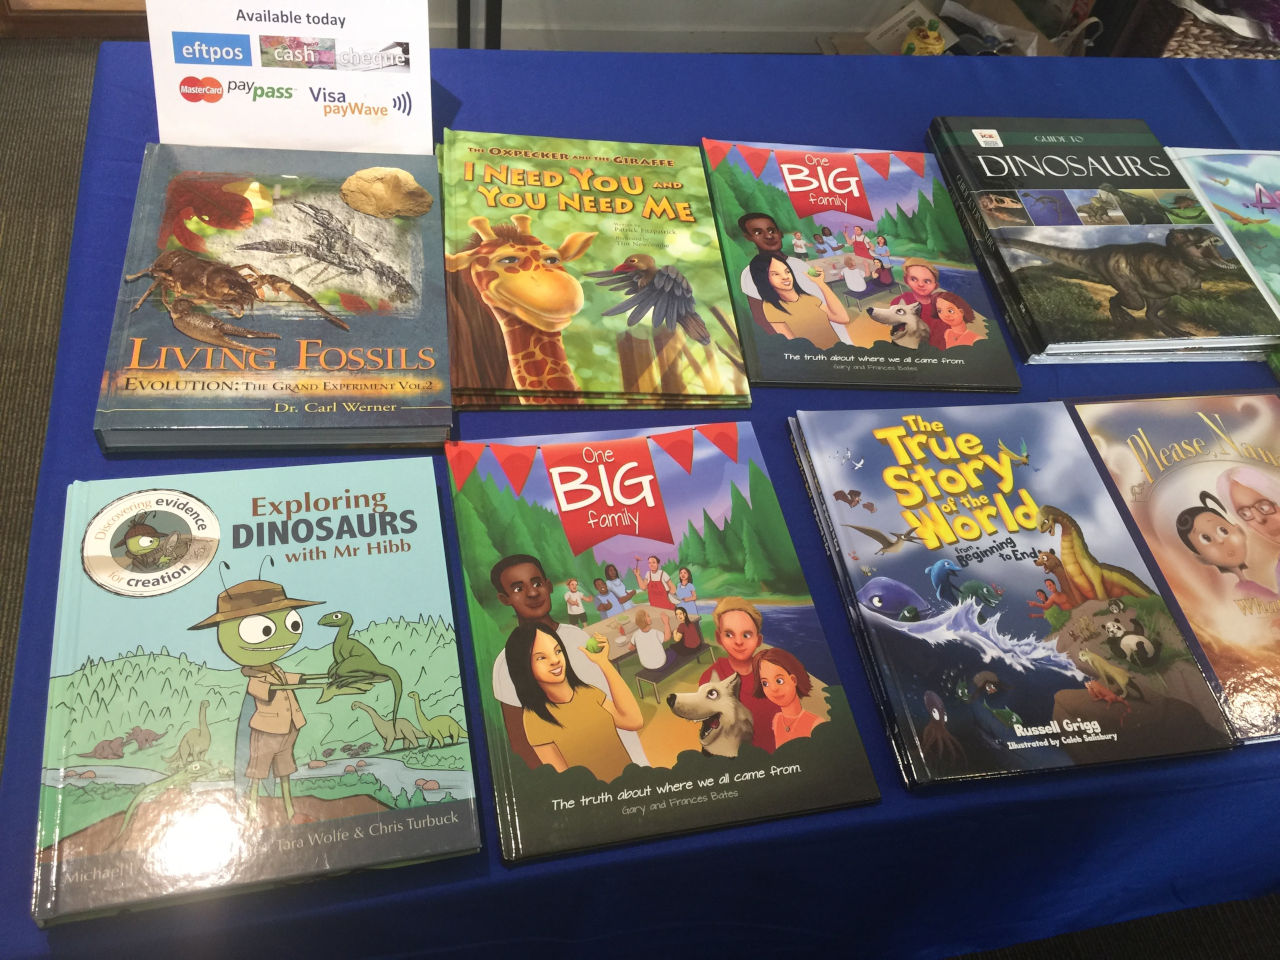 Available today
eftpos cash cheque
MasterCard paypass Visa payWave
LIVING FOSSILS
EVOLUTION: THE GRAND EXPERIMENT VOL.2
Dr. Carl Werner
THE OXPECKER AND THE GIRAFFE
I NEED YOU AND
YOU NEED ME
Patrick Fitzpatrick
One
BIG
family
The truth about where we all came from.
Gary and Frances Bates
GUIDE TO
DINOSAURS
Discovering evidence
for creation
Exploring
DINOSAURS
with Mr Hibb
Michael
Tara Wolfe & Chris Turbuck
One
BIG
family
The truth about where we all came from.
Gary and Frances Bates
The
True
Story
of the
World
from Beginning
to End
Russell Grigg
Illustrated by Caleb Salisbury
Please,